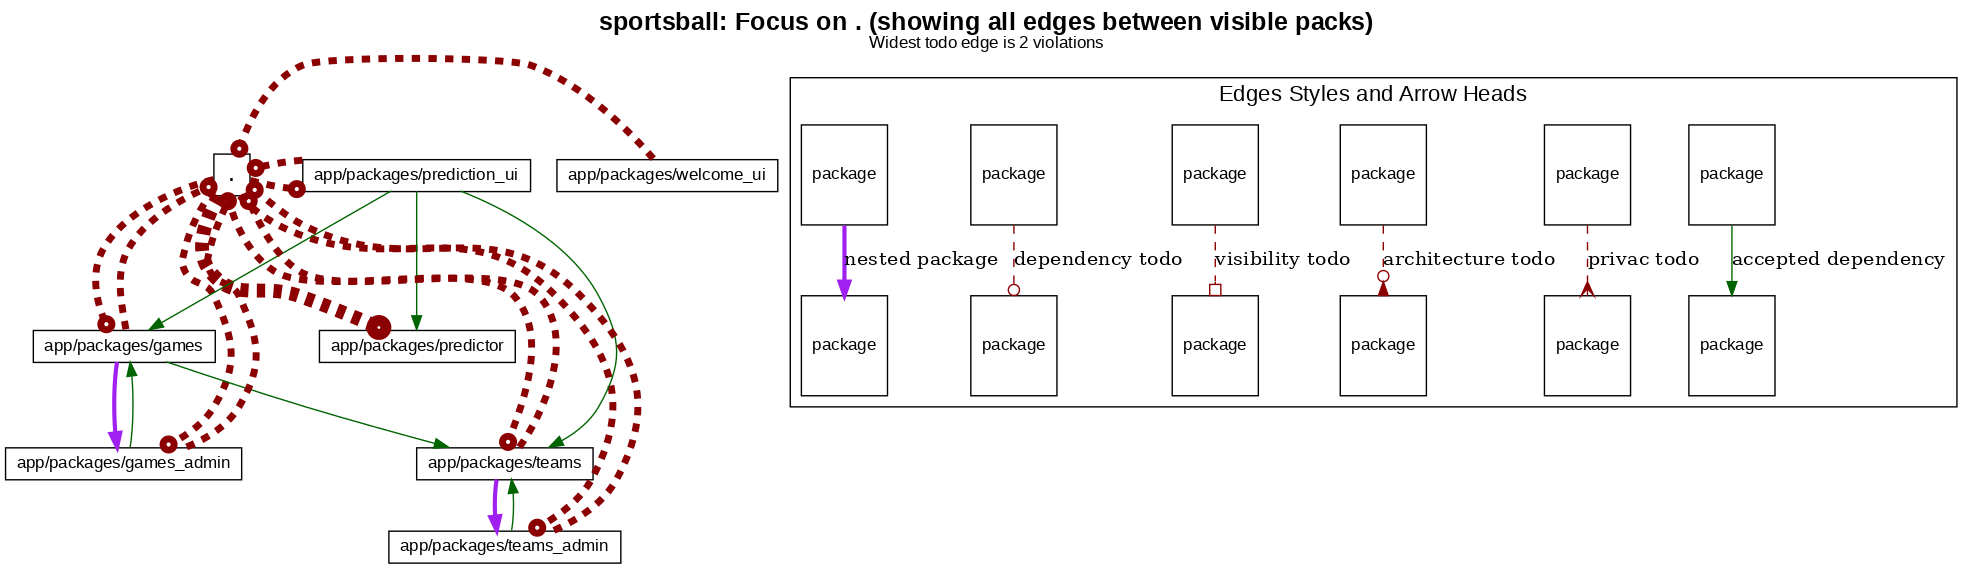 sportsball: Focus on . (showing all edges between visible packs)
Widest todo edge is 2 violations
Edges Styles and Arrow Heads
.
app/packages/prediction_ui
app/packages/welcome_ui
package
package
package
package
package
package
nested package
dependency todo
visibility todo
architecture todo
privac todo
accepted dependency
app/packages/games
app/packages/predictor
package
package
package
package
package
package
app/packages/games_admin
app/packages/teams
app/packages/teams_admin